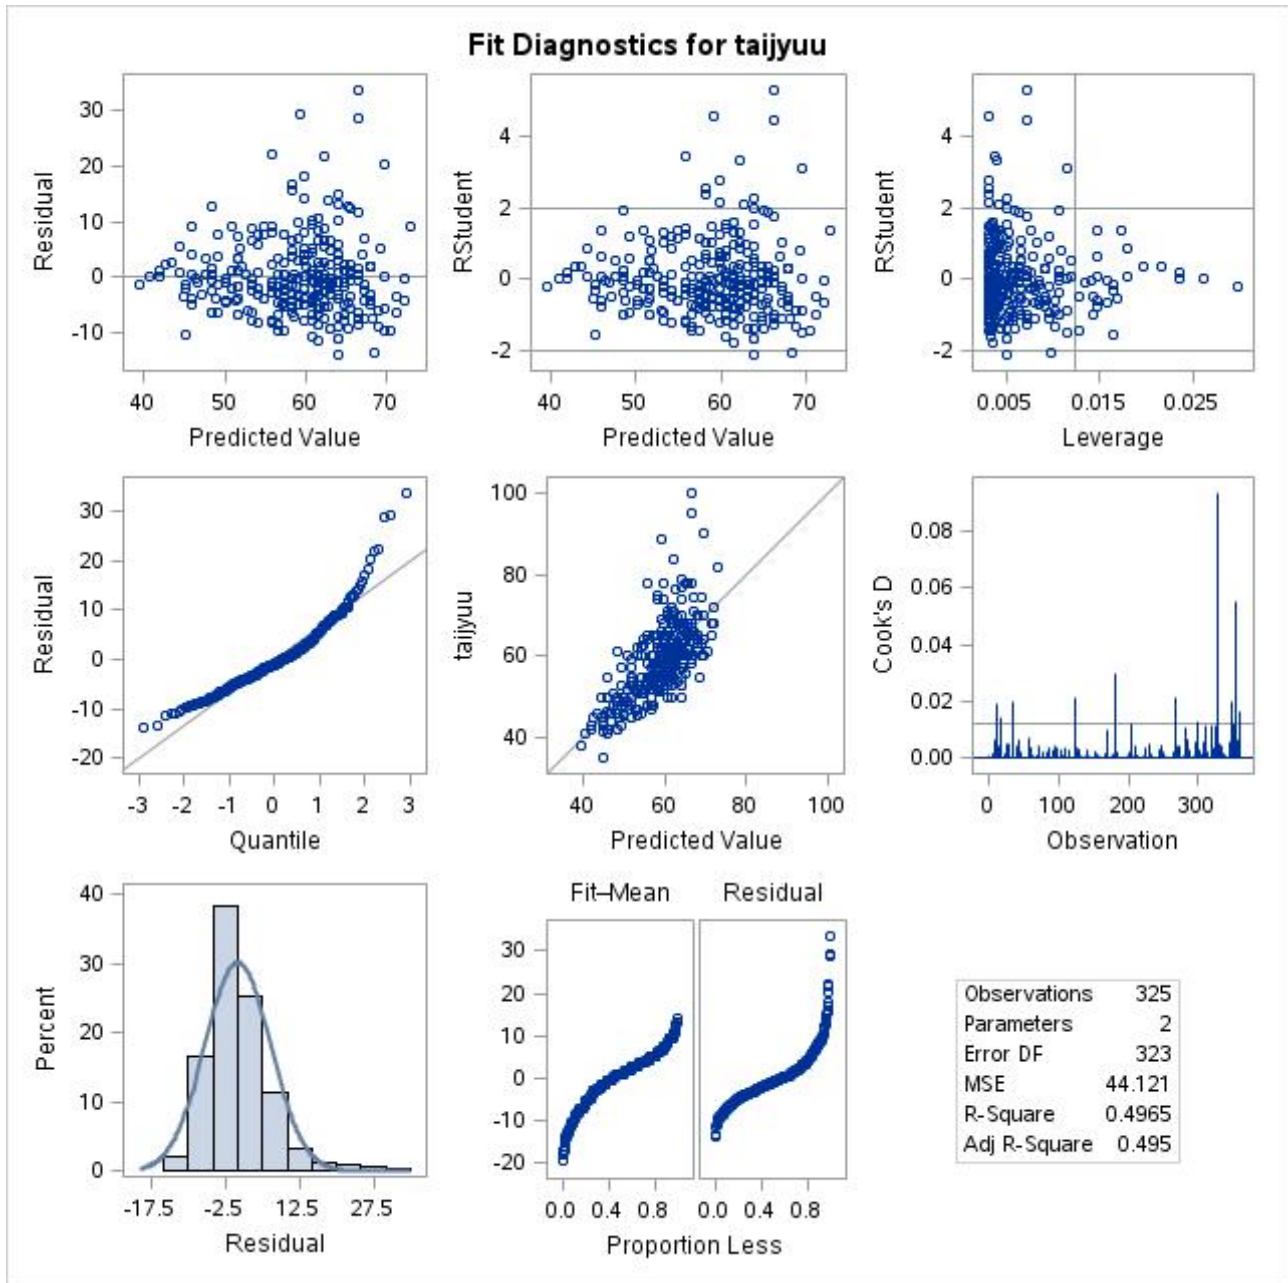 Fit Diagnostics for taijyuu
Residual
30
20
10
0
-10
40 50 60 70
Predicted Value
RStudent
4
2
0
-2
40 50 60 70
Predicted Value
RStudent
4
2
0
-2
0.005 0.015 0.025
Leverage
Residual
30
20
10
0
-10
-20
-3 -2 -1 0 1 2 3
Quantile
taijyuu
100
80
60
40
40 60 80 100
Predicted Value
Cook's D
0.08
0.06
0.04
0.02
0.00
0 100 200 300
Observation
Percent
40
30
20
10
0
-17.5 -2.5 12.5 27.5
Residual
Fit–Mean Residual
30
20
10
0
-10
-20
0.0 0.4 0.8 0.0 0.4 0.8
Proportion Less
Observations 325
Parameters 2
Error DF 323
MSE 44.121
R-Square 0.4965
Adj R-Square 0.495